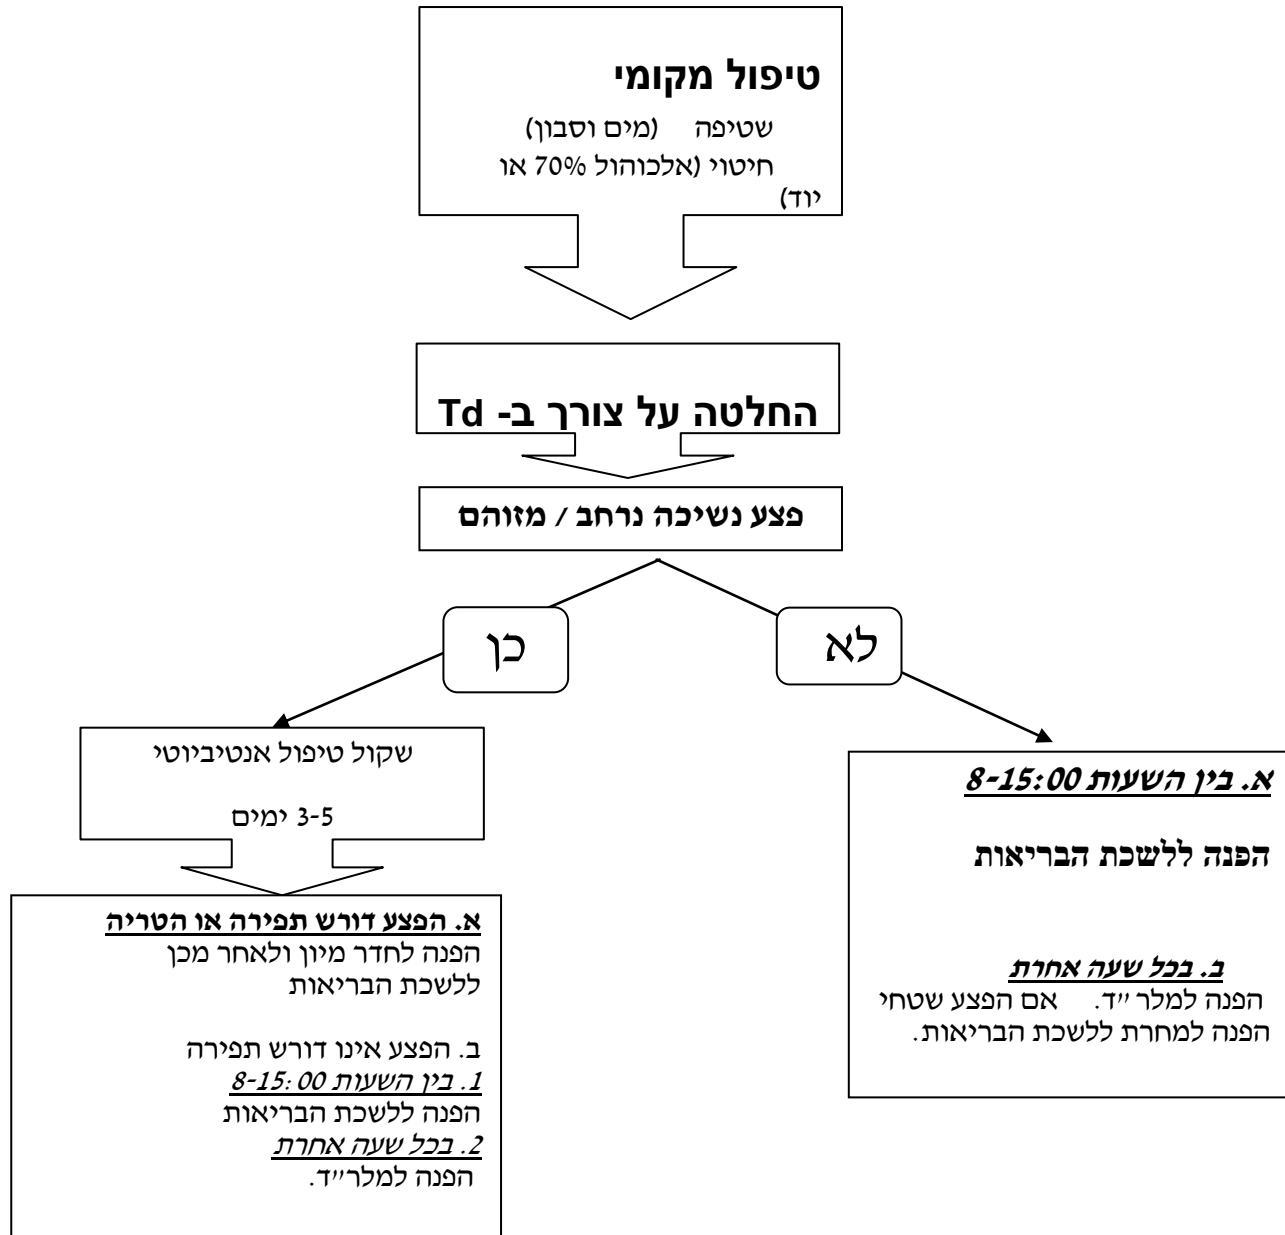 טיפול מקומי
שטיפה (מים וסבון)
חיטוי (אלכוהול 70% או
יוד)
החלטה על צורך ב- Td
פצע נשיכה נרחב / מזוהם
כן
לא
שקול טיפול אנטיביוטי
3-5 ימים
א. הפצע דורש תפירה או הטריה
הפנה לחדר מיון ולאחר מכן
ללשכת הבריאות
ב. הפצע אינו דורש תפירה
1. בין השעות 8-15:00
הפנה ללשכת הבריאות
2. בכל שעה אחרת
הפנה למלר״ד.
א. בין השעות 8-15:00
הפנה ללשכת הבריאות
ב. בכל שעה אחרת
הפנה למלר ״ד. אם הפצע שטחי
הפנה למחרת ללשכת הבריאות.